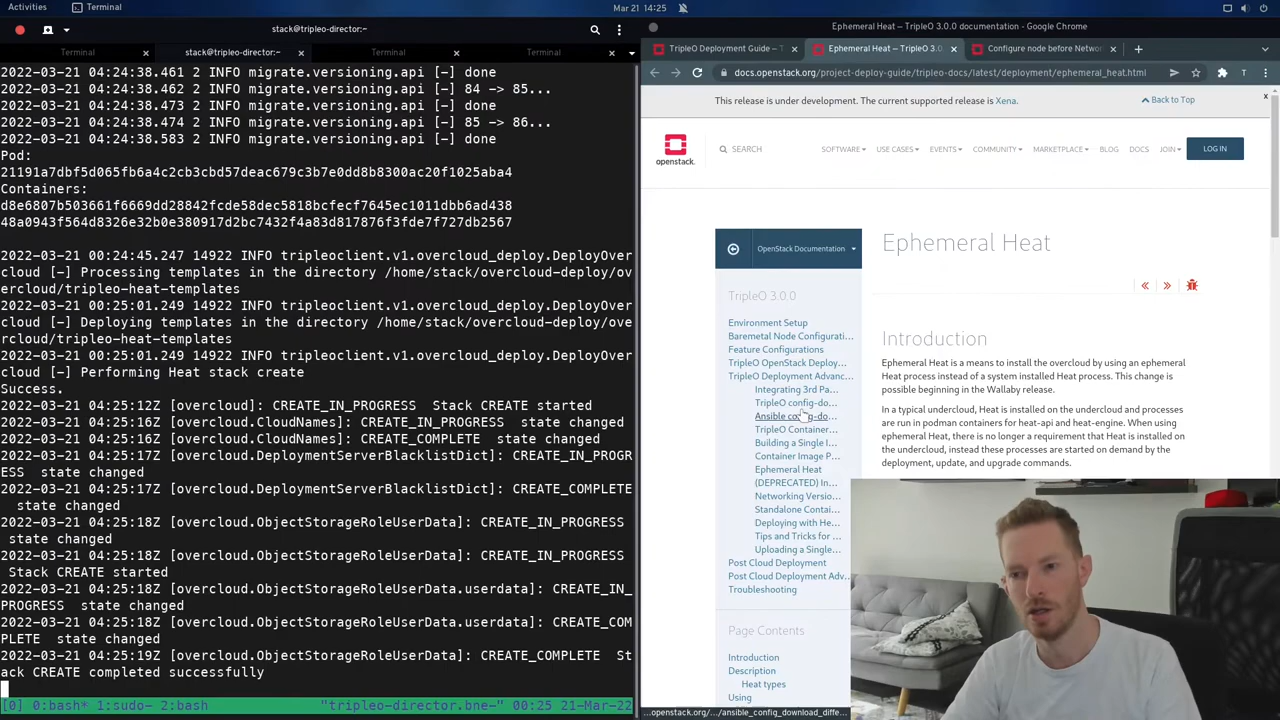 Activities
Terminal
Mar 21 14:25
stack@tripleo-director:~
Terminal
stack@tripleo-director:~
Terminal
Terminal
2022-03-21 04:24:38.461 2 INFO migrate.versioning.api [-] done
2022-03-21 04:24:38.462 2 INFO migrate.versioning.api [-] 84 -> 85...
2022-03-21 04:24:38.473 2 INFO migrate.versioning.api [-] done
2022-03-21 04:24:38.474 2 INFO migrate.versioning.api [-] 85 -> 86...
2022-03-21 04:24:38.583 2 INFO migrate.versioning.api [-] done
Pod:
21191a7dbf5d065fb6a4c2cb3cbd57deac679c3b7e0dd8b8300ac20f1025aba4
Containers:
d8e6807b503661f6669dd28842fcde58dec5818bcfecf7645ec1011dbb6ad438
48a0943f564d8326e32b0e380917d2bc7432f4a83d817876f3fde7f727db2567
2022-03-21 04:24:45.247 14922 INFO tripleoclient.v1.overcloud_deploy.DeployOver
cloud [-] Processing templates in the directory /home/stack/overcloud-deploy/ov
ercloud/tripleo-heat-templates
2022-03-21 00:25:01.249 14922 INFO tripleoclient.v1.overcloud_deploy.DeployOver
cloud [-] Deploying templates in the directory /home/stack/overcloud-deploy/ove
rcloud/tripleo-heat-templates
2022-03-21 00:25:01.249 14922 INFO tripleoclient.v1.overcloud_deploy.DeployOver
cloud [-] Performing Heat stack create
Success.
2022-03-21 04:25:12Z [overcloud]: CREATE_IN_PROGRESS  Stack CREATE started
2022-03-21 04:25:16Z [overcloud.CloudNames]: CREATE_IN_PROGRESS  state changed
2022-03-21 04:25:16Z [overcloud.CloudNames]: CREATE_COMPLETE  state changed
2022-03-21 04:25:17Z [overcloud.DeploymentServerBlacklistDict]: CREATE_IN_PROGR
ESS  state changed
2022-03-21 04:25:17Z [overcloud.DeploymentServerBlacklistDict]: CREATE_COMPLETE
 state changed
2022-03-21 04:25:18Z [overcloud.ObjectStorageRoleUserData]: CREATE_IN_PROGRESS
 state changed
2022-03-21 04:25:18Z [overcloud.ObjectStorageRoleUserData]: CREATE_IN_PROGRESS
 Stack CREATE started
2022-03-21 04:25:18Z [overcloud.ObjectStorageRoleUserData.userdata]: CREATE_IN_
PROGRESS  state changed
2022-03-21 04:25:18Z [overcloud.ObjectStorageRoleUserData.userdata]: CREATE_COM
PLETE  state changed
2022-03-21 04:25:19Z [overcloud.ObjectStorageRoleUserData]: CREATE_COMPLETE  St
ack CREATE completed successfully
[0] 0:bash* 1:sudo- 2:bash "tripleo-director.bne-" 00:25 21-Mar-22
Ephemeral Heat — TripleO 3.0.0 documentation - Google Chrome
TripleO Deployment Guide — T
Ephemeral Heat — TripleO 3.0
Configure node before Networ
docs.openstack.org/project-deploy-guide/tripleo-docs/latest/deployment/ephemeral_heat.html
T
This release is under development. The current supported release is Xena.
Back to Top
x
openstack.
SEARCH
SOFTWARE
USE CASES
EVENTS
COMMUNITY
MARKETPLACE
BLOG
DOCS
JOIN
LOG IN
OpenStack Documentation
Ephemeral Heat
TripleO 3.0.0
Environment Setup
Baremetal Node Configurati...
Feature Configurations
TripleO OpenStack Deploy...
TripleO Deployment Advanc...
Integrating 3rd Pa...
TripleO config-do...
Ansible config-do...
TripleO Container...
Building a Single I...
Container Image P...
Ephemeral Heat
(DEPRECATED) In...
Networking Versio...
Standalone Contai...
Deploying with He...
Tips and Tricks for ...
Uploading a Single...
Post Cloud Deployment
Post Cloud Deployment Adv...
Troubleshooting
Page Contents
Introduction
Description
Heat types
Using
Introduction
Ephemeral Heat is a means to install the overcloud by using an ephemeral
Heat process instead of a system installed Heat process. This change is
possible beginning in the Wallaby release.
In a typical undercloud, Heat is installed on the undercloud and processes
are run in podman containers for heat-api and heat-engine. When using
ephemeral Heat, there is no longer a requirement that Heat is installed on
the undercloud, instead these processes are started on demand by the
deployment, update, and upgrade commands.
...openstack.org/.../ansible_config_download_diffe...